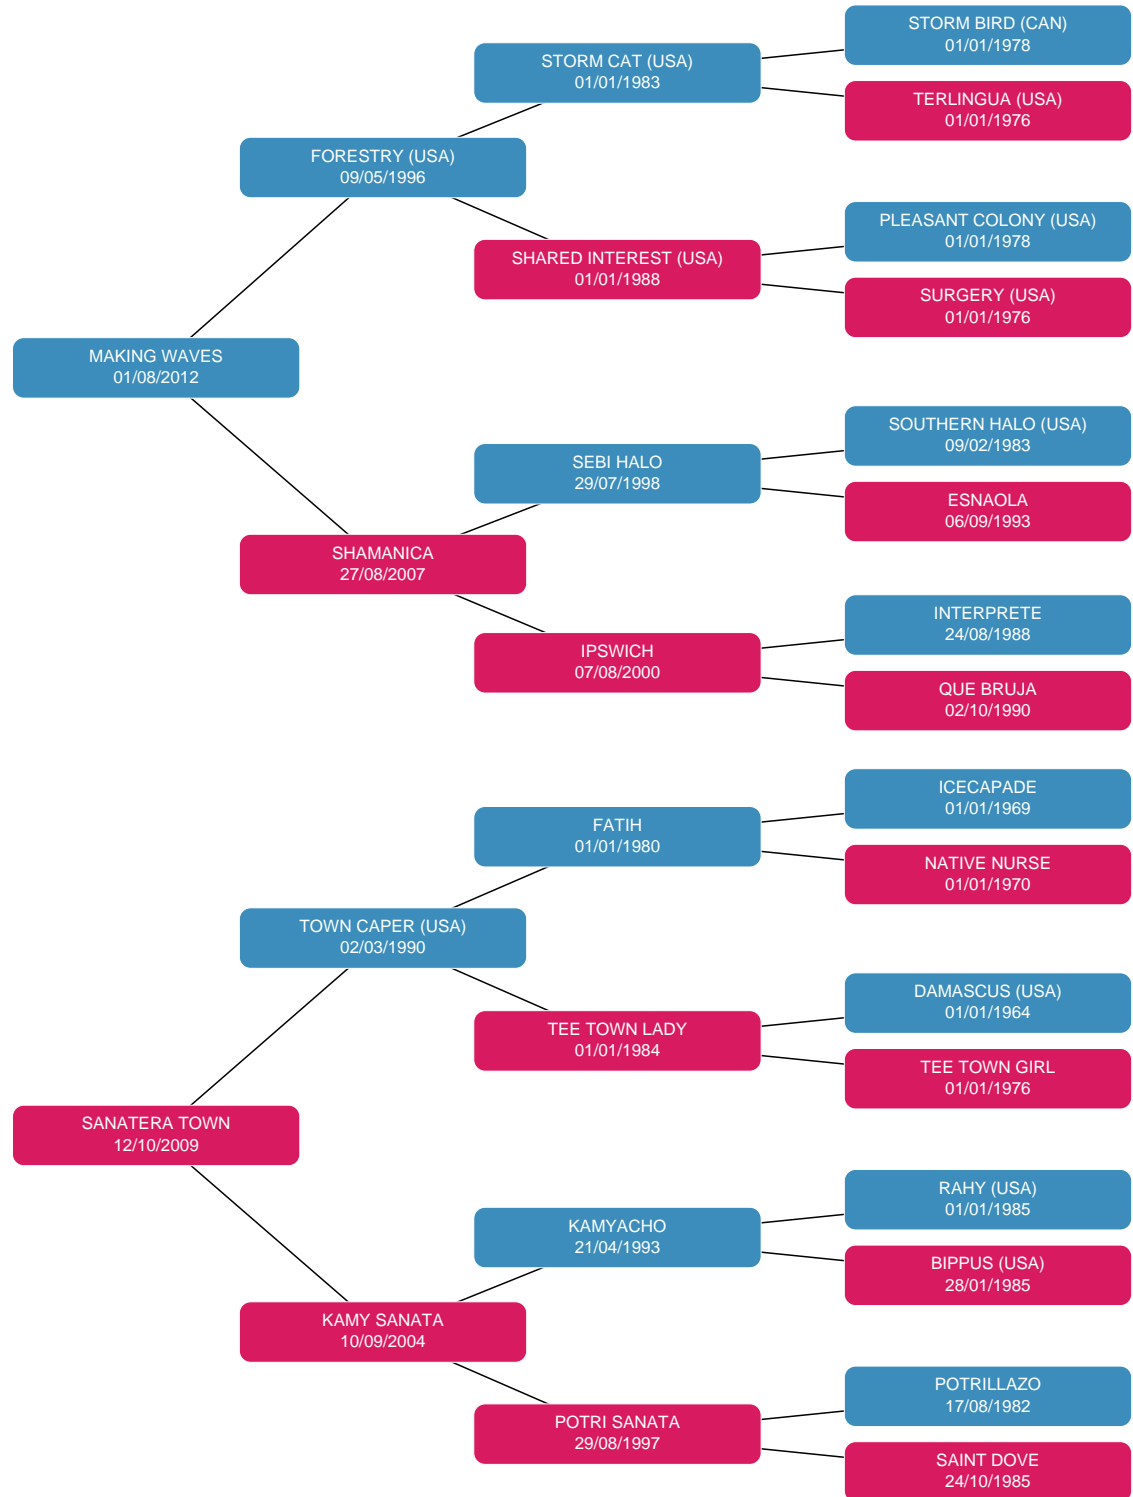 STORM BIRD (CAN)
01/01/1978
STORM CAT (USA)
01/01/1983
TERLINGUA (USA)
01/01/1976
FORESTRY (USA)
09/05/1996
PLEASANT COLONY (USA)
01/01/1978
SHARED INTEREST (USA)
01/01/1988
SURGERY (USA)
01/01/1976
MAKING WAVES
01/08/2012
SOUTHERN HALO (USA)
09/02/1983
SEBI HALO
29/07/1998
ESNAOLA
06/09/1993
SHAMANICA
27/08/2007
INTERPRETE
24/08/1988
IPSWICH
07/08/2000
QUE BRUJA
02/10/1990
ICECAPADE
01/01/1969
FATIH
01/01/1980
NATIVE NURSE
01/01/1970
TOWN CAPER (USA)
02/03/1990
DAMASCUS (USA)
01/01/1964
TEE TOWN LADY
01/01/1984
TEE TOWN GIRL
01/01/1976
SANATERA TOWN
12/10/2009
RAHY (USA)
01/01/1985
KAMYACHO
21/04/1993
BIPPUS (USA)
28/01/1985
KAMY SANATA
10/09/2004
POTRILLAZO
17/08/1982
POTRI SANATA
29/08/1997
SAINT DOVE
24/10/1985